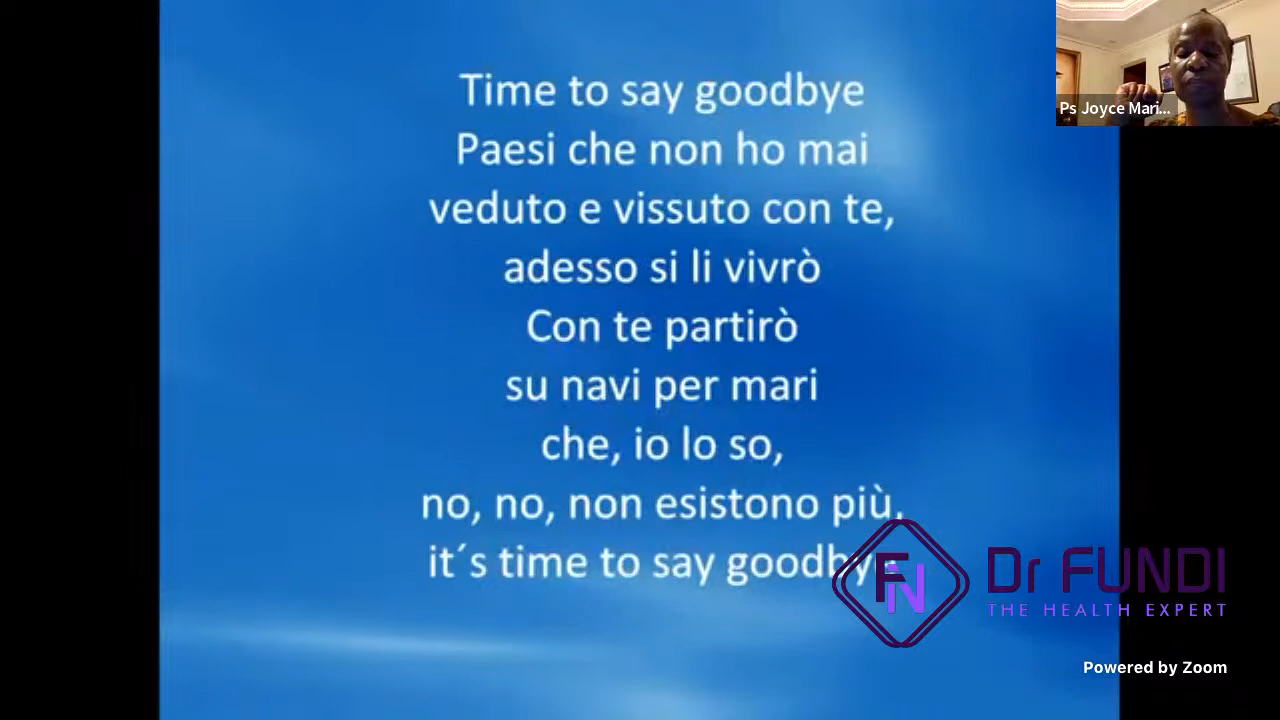 Time to say goodbye
Paesi che non ho mai
veduto e vissuto con te,
adesso si li vivrò
Con te partirò
su navi per mari
che, io lo so,
no, no, non esistono più,
it´s time to say goodbye
Ps Joyce Mari...
FN
Dr FUNDI
THE HEALTH EXPERT
Powered by Zoom